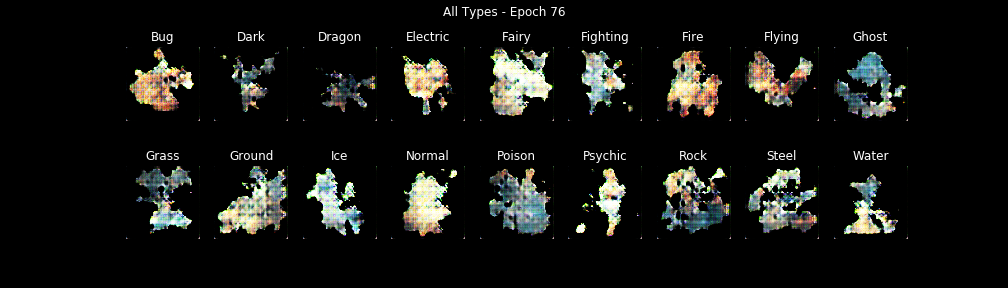 All Types - Epoch 76
Bug Dark Dragon Electric Fairy Fighting Fire Flying Ghost
Grass Ground Ice Normal Poison Psychic Rock Steel Water